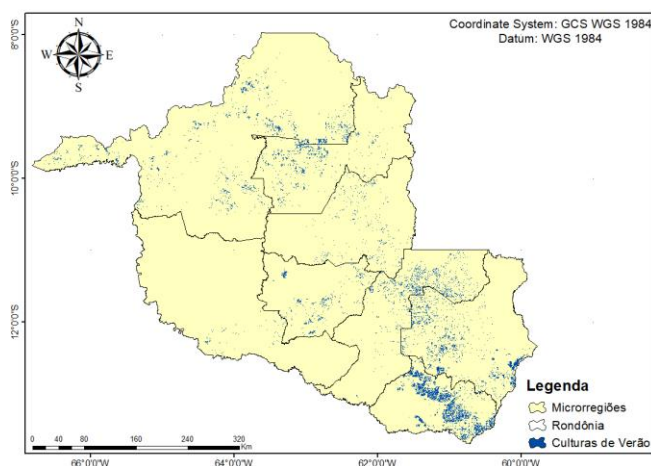 Coordinate System: GCS WGS 1984
Datum: WGS 1984
N
W
E
S
8°0'0"S
10°0'0"S
12°0'0"S
Legenda
Microrregiões
Rondônia
Culturas de Verão
0 40 80 160 240 320
Km
66°0'0"W 64°0'0"W 62°0'0"W 60°0'0"W